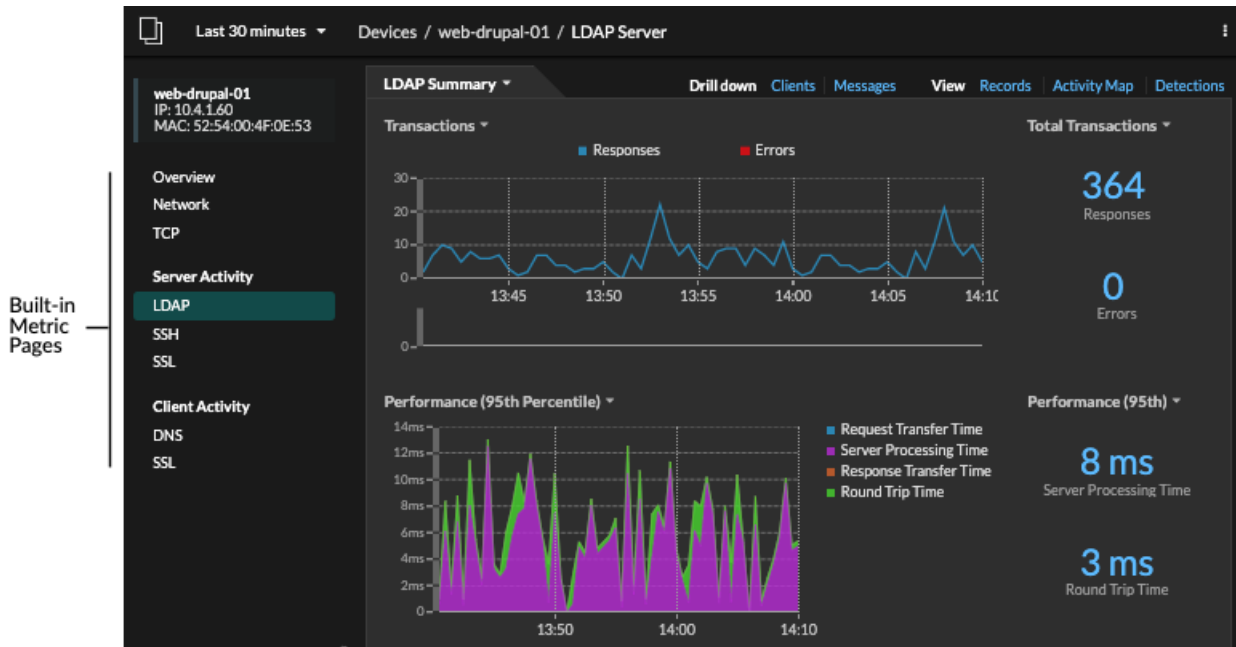 Last 30 minutes
Devices / web-drupal-01 / LDAP Server
web-drupal-01
IP: 10.4.1.60
MAC: 52:54:00:4F:0E:53
Built-in
Metric
Pages
Overview
Network
TCP
Server Activity
LDAP
SSH
SSL
Client Activity
DNS
SSL
LDAP Summary
Drill down Clients Messages View Records Activity Map Detections
Transactions
Responses Errors
30
20
10
0
13:45 13:50 13:55 14:00 14:05 14:10
0
Total Transactions
364
Responses
0
Errors
Performance (95th Percentile)
14ms
12ms
10ms
8ms
6ms
4ms
2ms
0
13:50 14:00 14:10
Request Transfer Time
Server Processing Time
Response Transfer Time
Round Trip Time
Performance (95th)
8 ms
Server Processing Time
3 ms
Round Trip Time